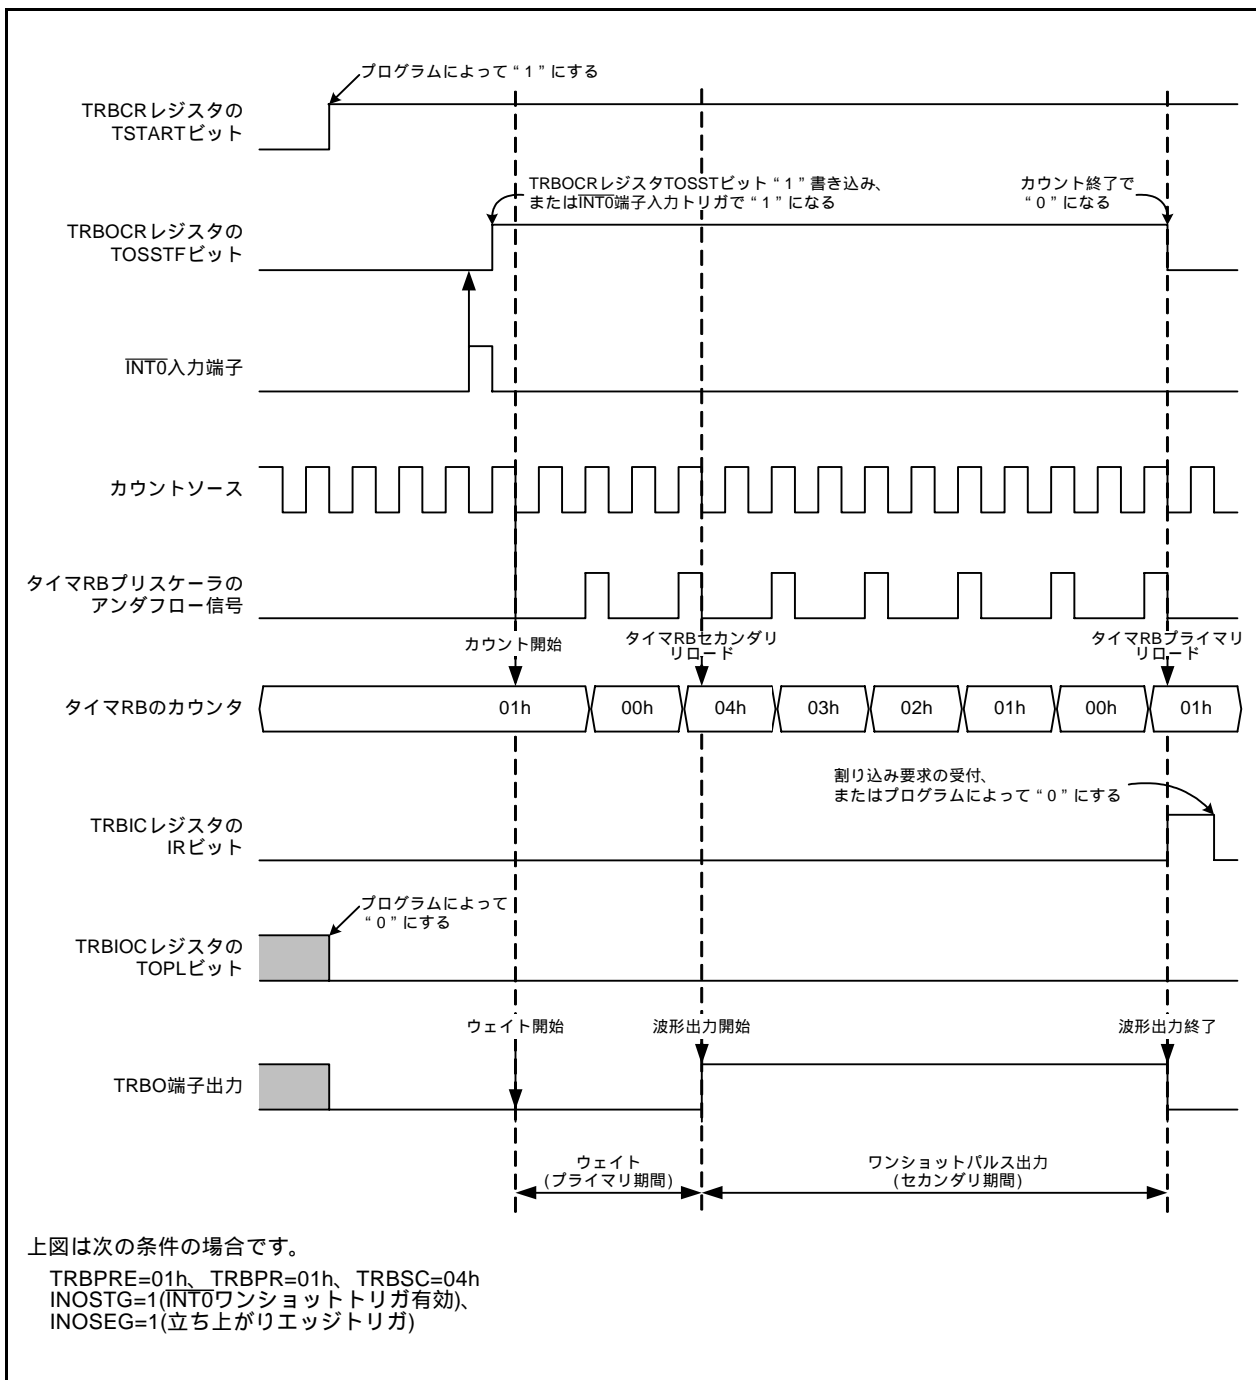 プログラムによって“1”にする
TRBCRレジスタの
TSTARTビット
TRBOCRレジスタTOSSTビット“1”書き込み、
またはINT0端子入力トリガで“1”になる
カウント終了で
“0”になる
TRBOCRレジスタの
TOSSTFビット
INT0入力端子
カウントソース
タイマRBプリスケーラの
アンダフロー信号
カウント開始
タイマRBセカンダリ
リロード
タイマRBプライマリ
リロード
タイマRBのカウンタ
01h 00h 04h 03h 02h 01h 00h 01h
割り込み要求の受付、
またはプログラムによって“0”にする
TRBICレジスタの
IRビット
プログラムによって
“0”にする
TRBIOCレジスタの
TOPLビット
ウェイト開始
波形出力開始
波形出力終了
TRBO端子出力
ウェイト
(プライマリ期間)
ワンショットパルス出力
(セカンダリ期間)
上図は次の条件の場合です。
TRBPRE=01h、TRBPR=01h、TRBSC=04h
INOSTG=1(INT0ワンショットトリガ有効)、
INOSEG=1(立ち上がりエッジトリガ)